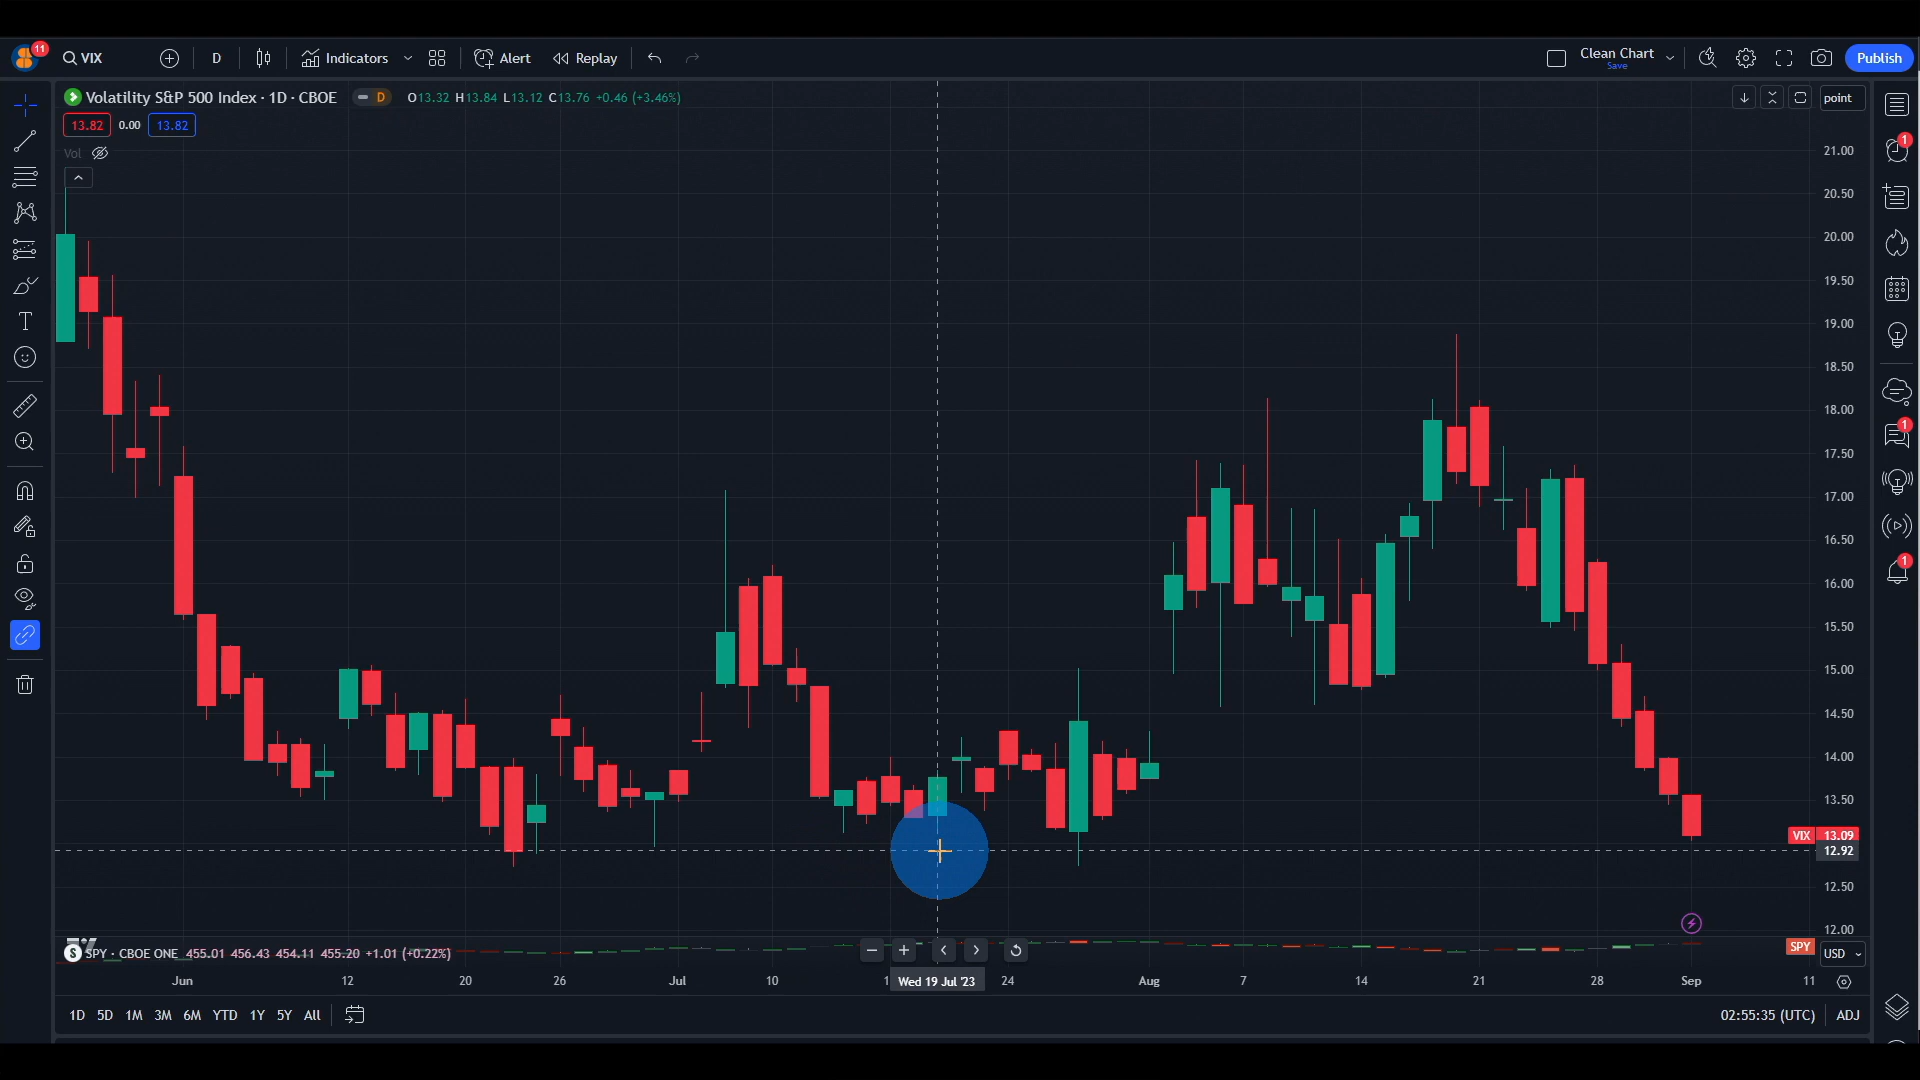 11
VIX
D
Indicators
Alert
Replay
Clean Chart
Save
Publish
Volatility S&P 500 Index · 1D · CBOE
D
O13.32 H13.84 L13.12 C13.76 +0.46 (+3.46%)
point
13.82
0.00
13.82
Vol
1
21.00
20.50
20.00
19.50
19.00
18.50
18.00
1
17.50
17.00
16.50
1
16.00
15.50
15.00
14.50
14.00
13.50
VIX 13.09
12.92
12.50
12.00
S SPY · CBOE ONE 455.01 456.43 454.11 455.20 +1.01 (+0.22%)
SPY
USD
Jun 12 20 26 Jul 10 1 Wed 19 Jul '23 24 Aug 7 14 21 28 Sep 11
1D 5D 1M 3M 6M YTD 1Y 5Y All
02:55:35 (UTC)
ADJ